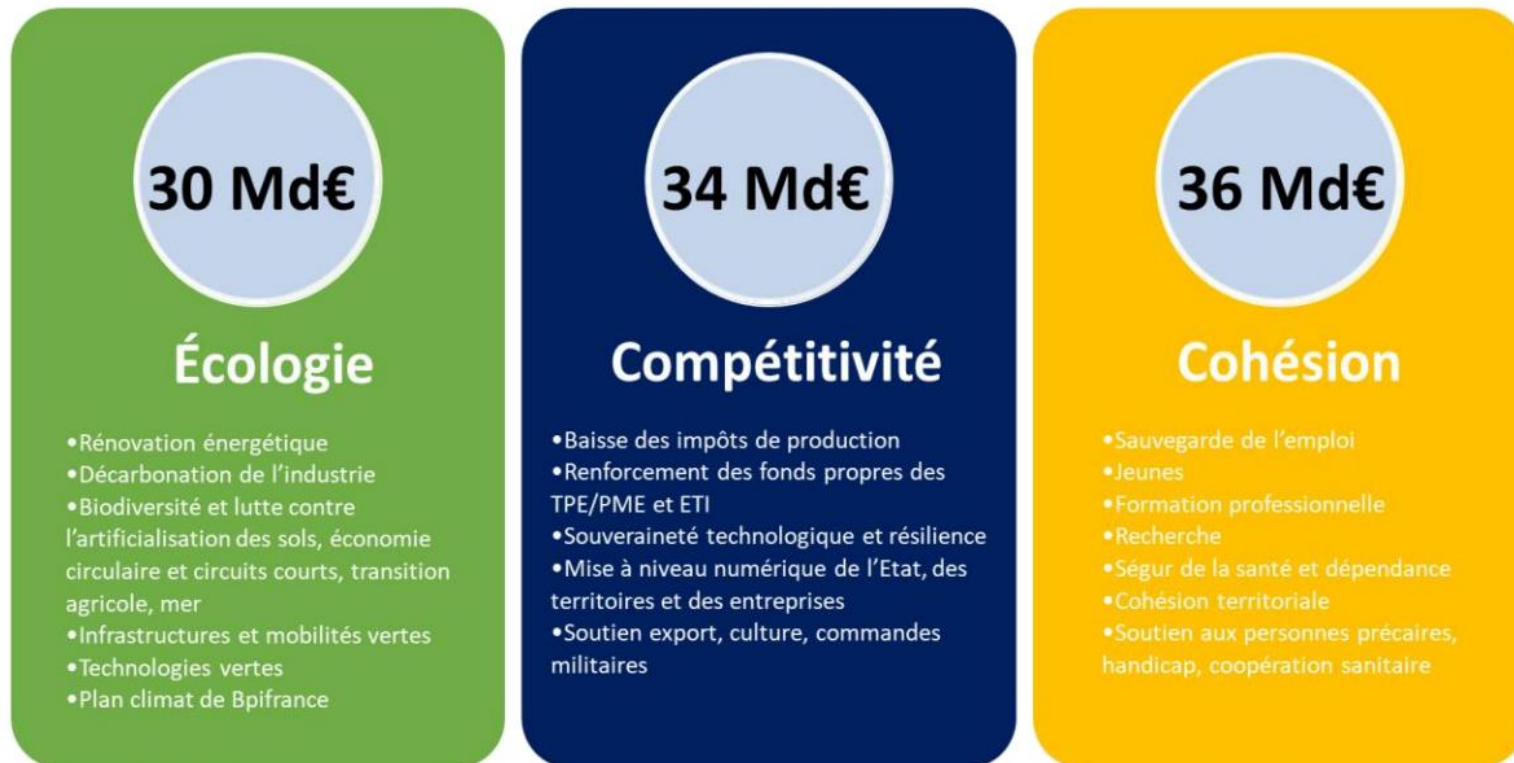 30 Md€
Écologie
•Rénovation énergétique
•Décarbonation de l'industrie
•Biodiversité et lutte contre
l'artificialisation des sols, économie
circulaire et circuits courts, transition
agricole, mer
•Infrastructures et mobilités vertes
•Technologies vertes
•Plan climat de Bpifrance
34 Md€
Compétitivité
•Baisse des impôts de production
•Renforcement des fonds propres des
TPE/PME et ETI
•Souveraineté technologique et résilience
•Mise à niveau numérique de l'Etat, des
territoires et des entreprises
•Soutien export, culture, commandes
militaires
36 Md€
Cohésion
•Sauvegarde de l'emploi
•Jeunes
•Formation professionnelle
•Recherche
•Ségur de la santé et dépendance
•Cohésion territoriale
•Soutien aux personnes précaires,
handicap, coopération sanitaire